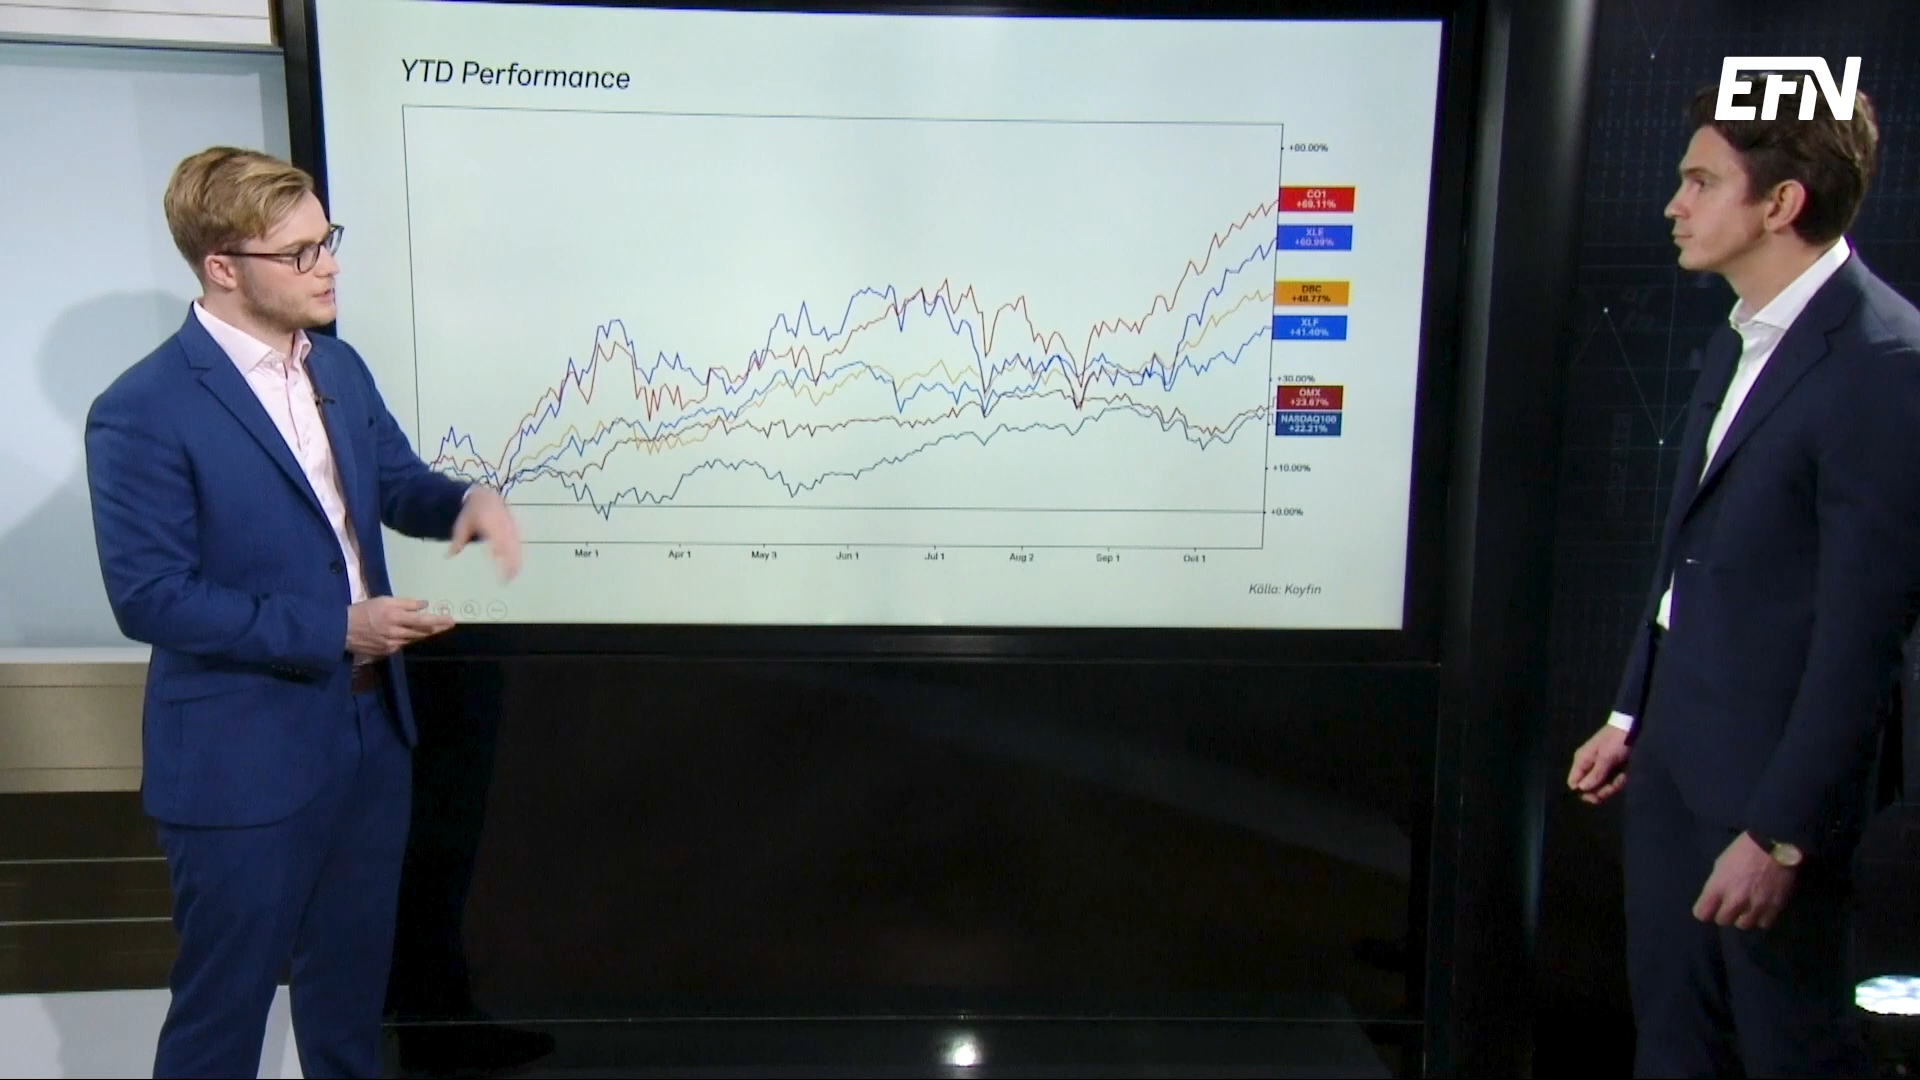 EFN
YTD Performance
+80.00%
CO1
+69.11%
XLE
+60.99%
DBC
+48.77%
XLF
+41.40%
+30.00%
OMX
+23.67%
NASDAQ100
+22.21%
+10.00%
+0.00%
Mar 1
Apr 1
May 3
Jun 1
Jul 1
Aug 2
Sep 1
Oct 1
Källa: Koyfin